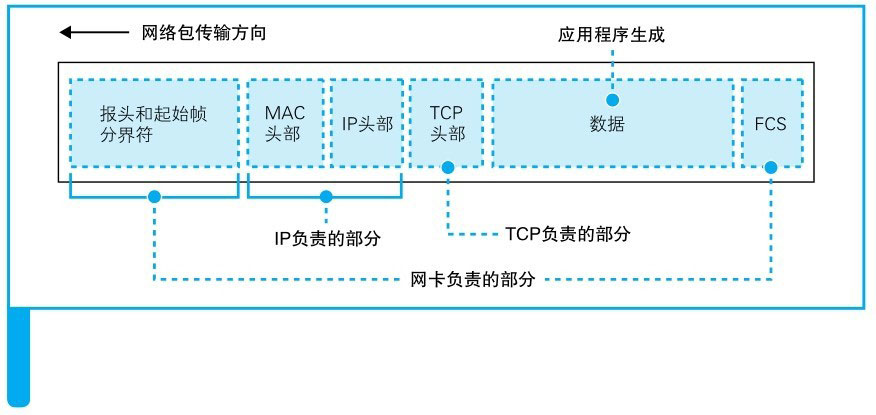 网络包传输方向
应用程序生成
报头和起始帧
分界符
MAC
头部
IP头部
TCP
头部
数据
FCS
IP负责的部分
TCP负责的部分
网卡负责的部分